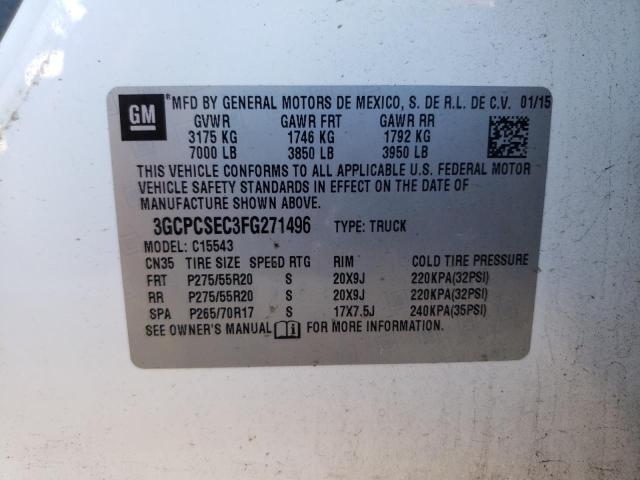 GM
*MFD BY GENERAL MOTORS DE MEXICO, S. DE R.L. DE C.V. 01/15
GVWR GAWR FRT GAWR RR
3175 KG 1746 KG 1792 KG
7000 LB 3850 LB 3950 LB
THIS VEHICLE CONFORMS TO ALL APPLICABLE U.S. FEDERAL MOTOR
VEHICLE SAFETY STANDARDS IN EFFECT ON THE DATE OF
MANUFACTURE SHOWN ABOVE.
3GCPCSEC3FG271496 TYPE: TRUCK
MODEL: C15543
CN35 TIRE SIZE SPEED RTG RIM COLD TIRE PRESSURE
FRT P275/55R20 S 20X9J 220KPA(32PSI)
RR P275/55R20 S 20X9J 220KPA(32PSI)
SPA P265/70R17 S 17X7.5J 240KPA(35PSI)
SEE OWNER'S MANUAL FOR MORE INFORMATION.